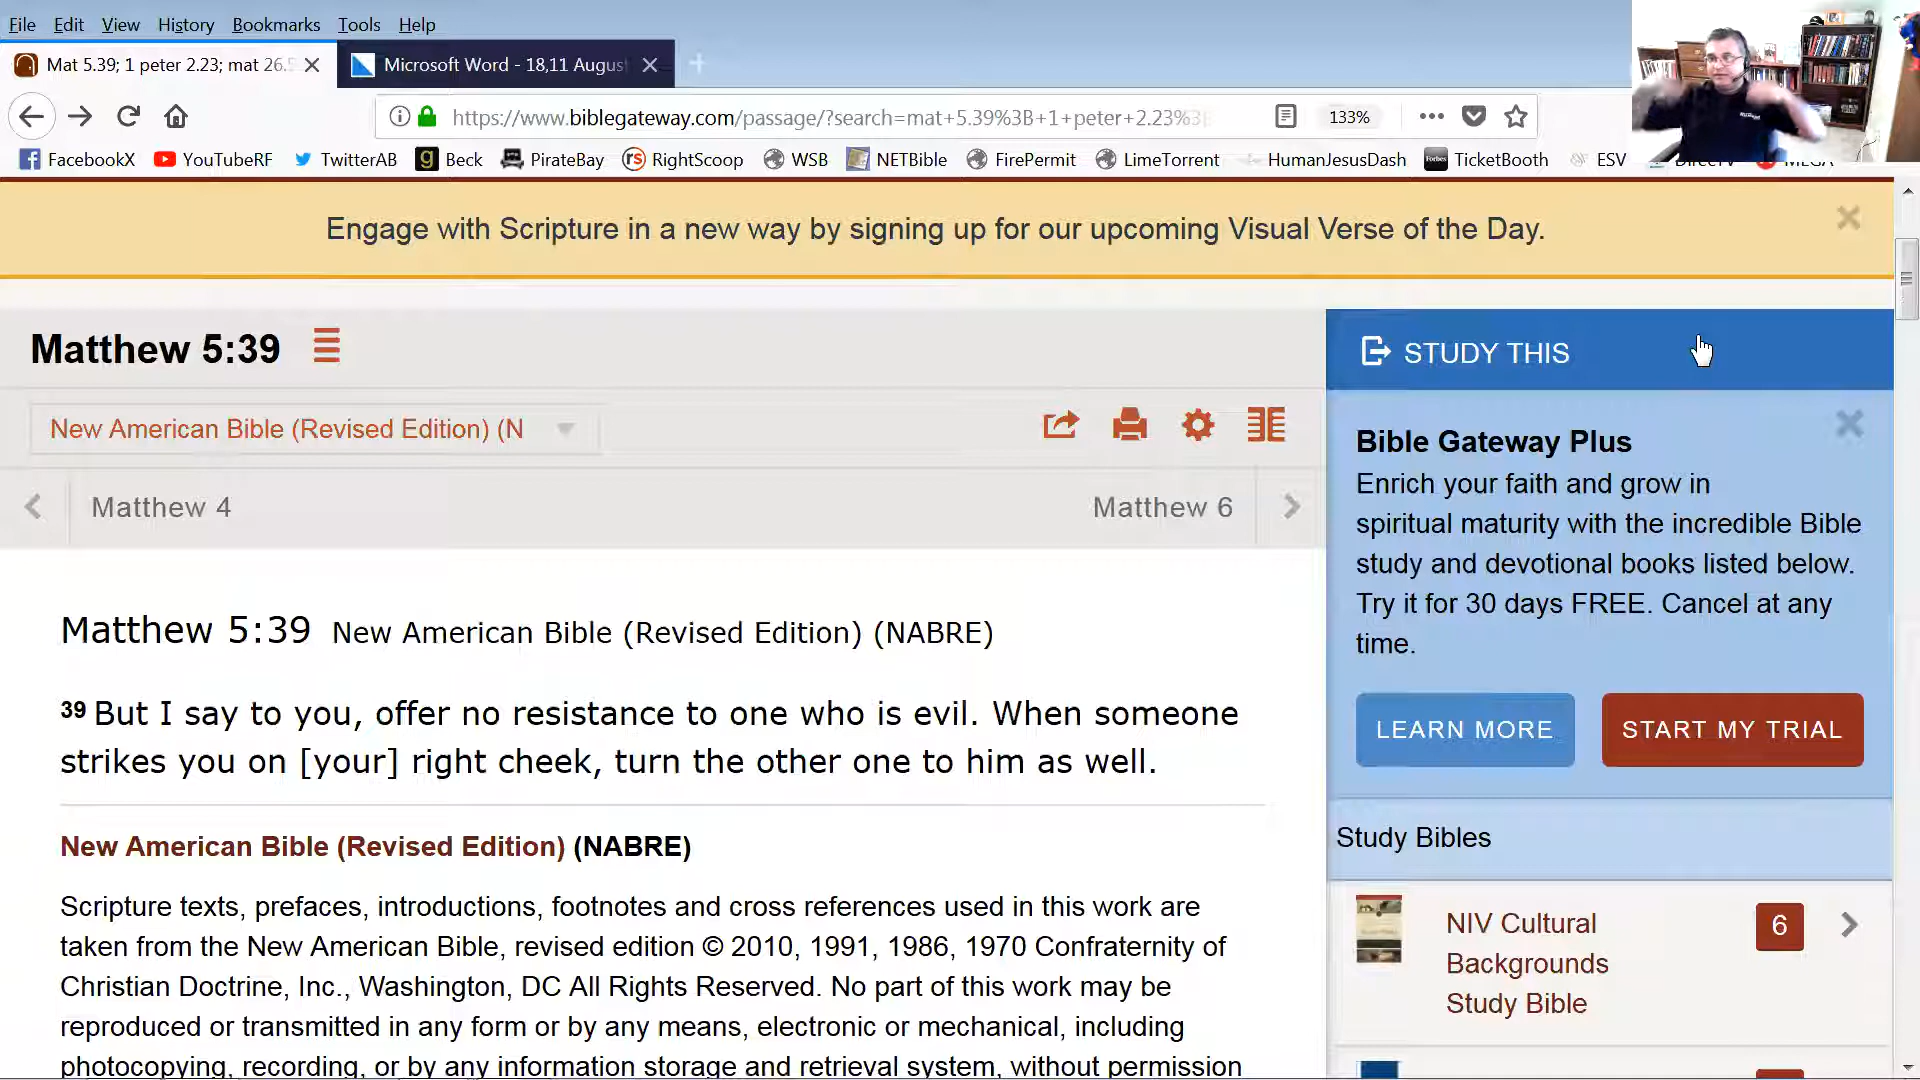 File Edit View History Bookmarks Tools Help
Mat 5.39; 1 peter 2.23; mat 26.5
Microsoft Word - 18,11 Augus
https://www.biblegateway.com/passage/?search=mat+5.39%3B+1+peter+2.23%3B
133%
FacebookX YouTubeRF TwitterAB Beck PirateBay RightScoop WSB NETBible FirePermit LimeTorrent HumanJesusDash TicketBooth ESV
Engage with Scripture in a new way by signing up for our upcoming Visual Verse of the Day.
Matthew 5:39
New American Bible (Revised Edition) (N
Matthew 4
Matthew 6
Matthew 5:39 New American Bible (Revised Edition) (NABRE)
39 But I say to you, offer no resistance to one who is evil. When someone
strikes you on [your] right cheek, turn the other one to him as well.
New American Bible (Revised Edition) (NABRE)
Scripture texts, prefaces, introductions, footnotes and cross references used in this work are
taken from the New American Bible, revised edition © 2010, 1991, 1986, 1970 Confraternity of
Christian Doctrine, Inc., Washington, DC All Rights Reserved. No part of this work may be
reproduced or transmitted in any form or by any means, electronic or mechanical, including
photocopying, recording, or by any information storage and retrieval system, without permission
STUDY THIS
Bible Gateway Plus
Enrich your faith and grow in
spiritual maturity with the incredible Bible
study and devotional books listed below.
Try it for 30 days FREE. Cancel at any
time.
LEARN MORE
START MY TRIAL
Study Bibles
NIV Cultural
Backgrounds
Study Bible
6